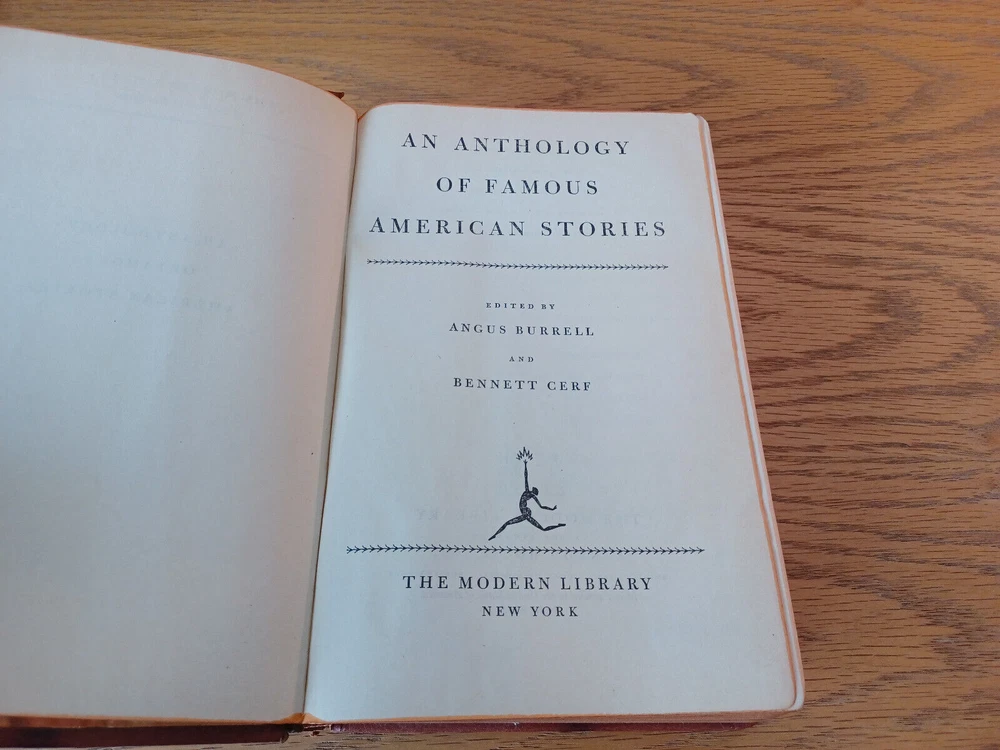 AN ANTHOLOGY
OF FAMOUS
AMERICAN STORIES
EDITED BY
ANGUS BURRELL
AND
BENNETT CERF
THE MODERN LIBRARY
NEW YORK